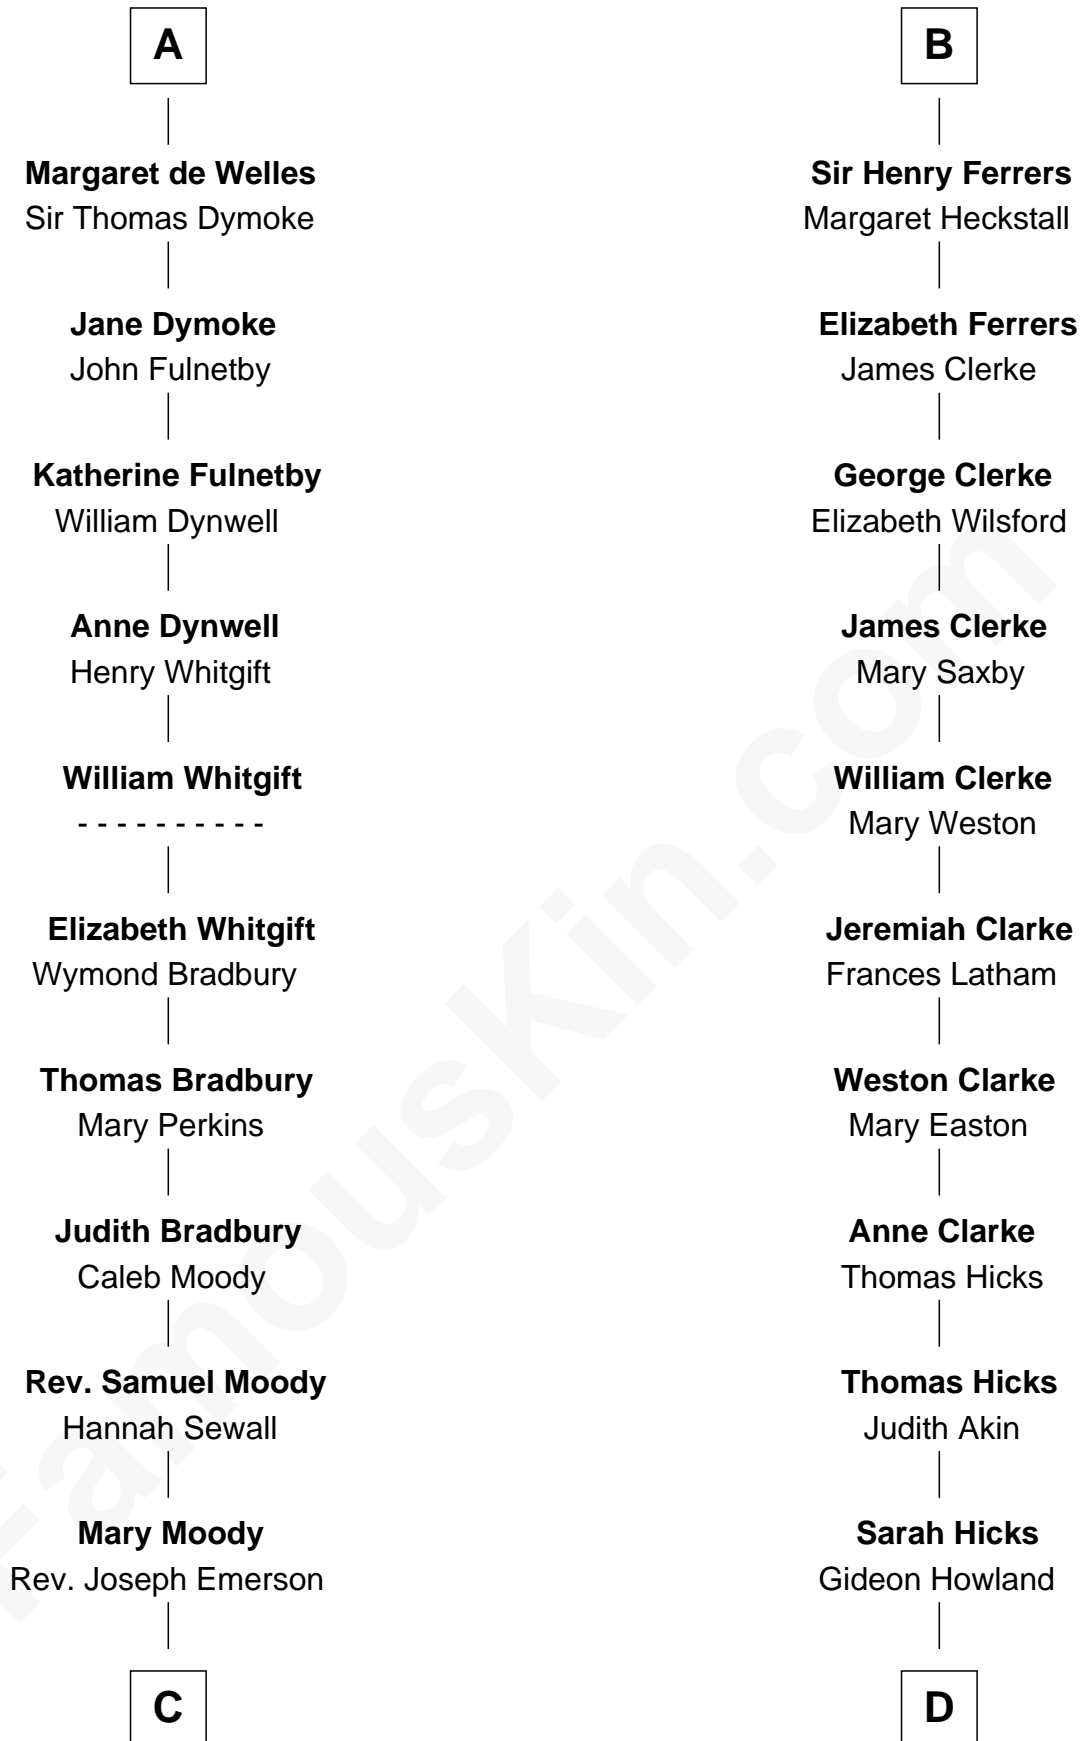 A
Margaret de Welles
Sir Thomas Dymoke
Jane Dymoke
John Fulnetby
Katherine Fulnetby
William Dynwell
Anne Dynwell
Henry Whitgift
William Whitgift
- - - - - - - - - -
Elizabeth Whitgift
Wymond Bradbury
Thomas Bradbury
Mary Perkins
Judith Bradbury
Caleb Moody
Rev. Samuel Moody
Hannah Sewall
Mary Moody
Rev. Joseph Emerson
C
B
Sir Henry Ferrers
Margaret Heckstall
Elizabeth Ferrers
James Clerke
George Clerke
Elizabeth Wilsford
James Clerke
Mary Saxby
William Clerke
Mary Weston
Jeremiah Clarke
Frances Latham
Weston Clarke
Mary Easton
Anne Clarke
Thomas Hicks
Thomas Hicks
Judith Akin
Sarah Hicks
Gideon Howland
D
FamousKin.com